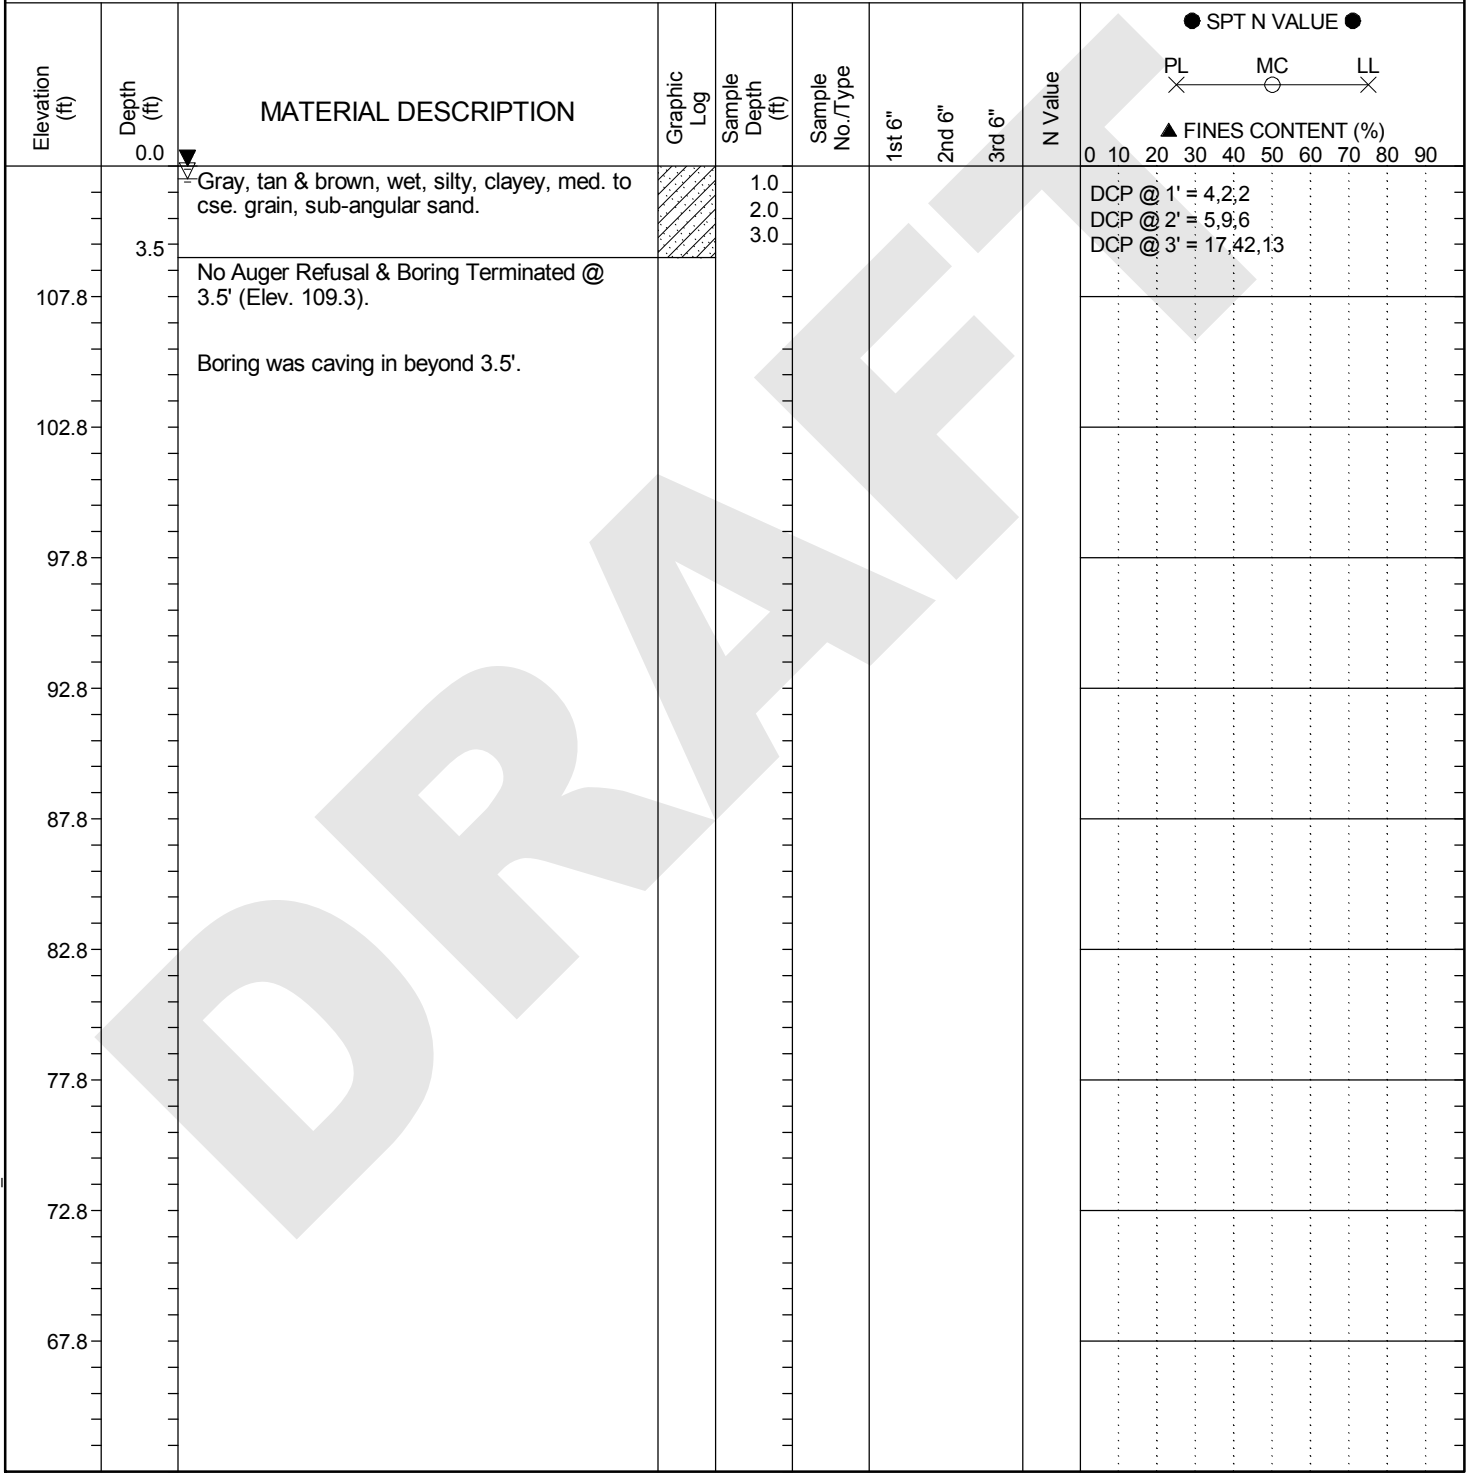 ● SPT N VALUE ●
PL MC LL
▲ FINES CONTENT (%)
0 10 20 30 40 50 60 70 80 90
Elevation (ft)
Depth (ft)
0.0
MATERIAL DESCRIPTION
Graphic Log
Sample Depth (ft)
Sample No./Type
1st 6"
2nd 6"
3rd 6"
N Value
Gray, tan & brown, wet, silty, clayey, med. to
cse. grain, sub-angular sand.
1.0
2.0
3.0
DCP @ 1' = 4,2,2
DCP @ 2' = 5,9,6
DCP @ 3' = 17,42,13
3.5
No Auger Refusal & Boring Terminated @
3.5' (Elev. 109.3).
107.8
Boring was caving in beyond 3.5'.
102.8
97.8
92.8
87.8
82.8
77.8
72.8
67.8
DRAFT